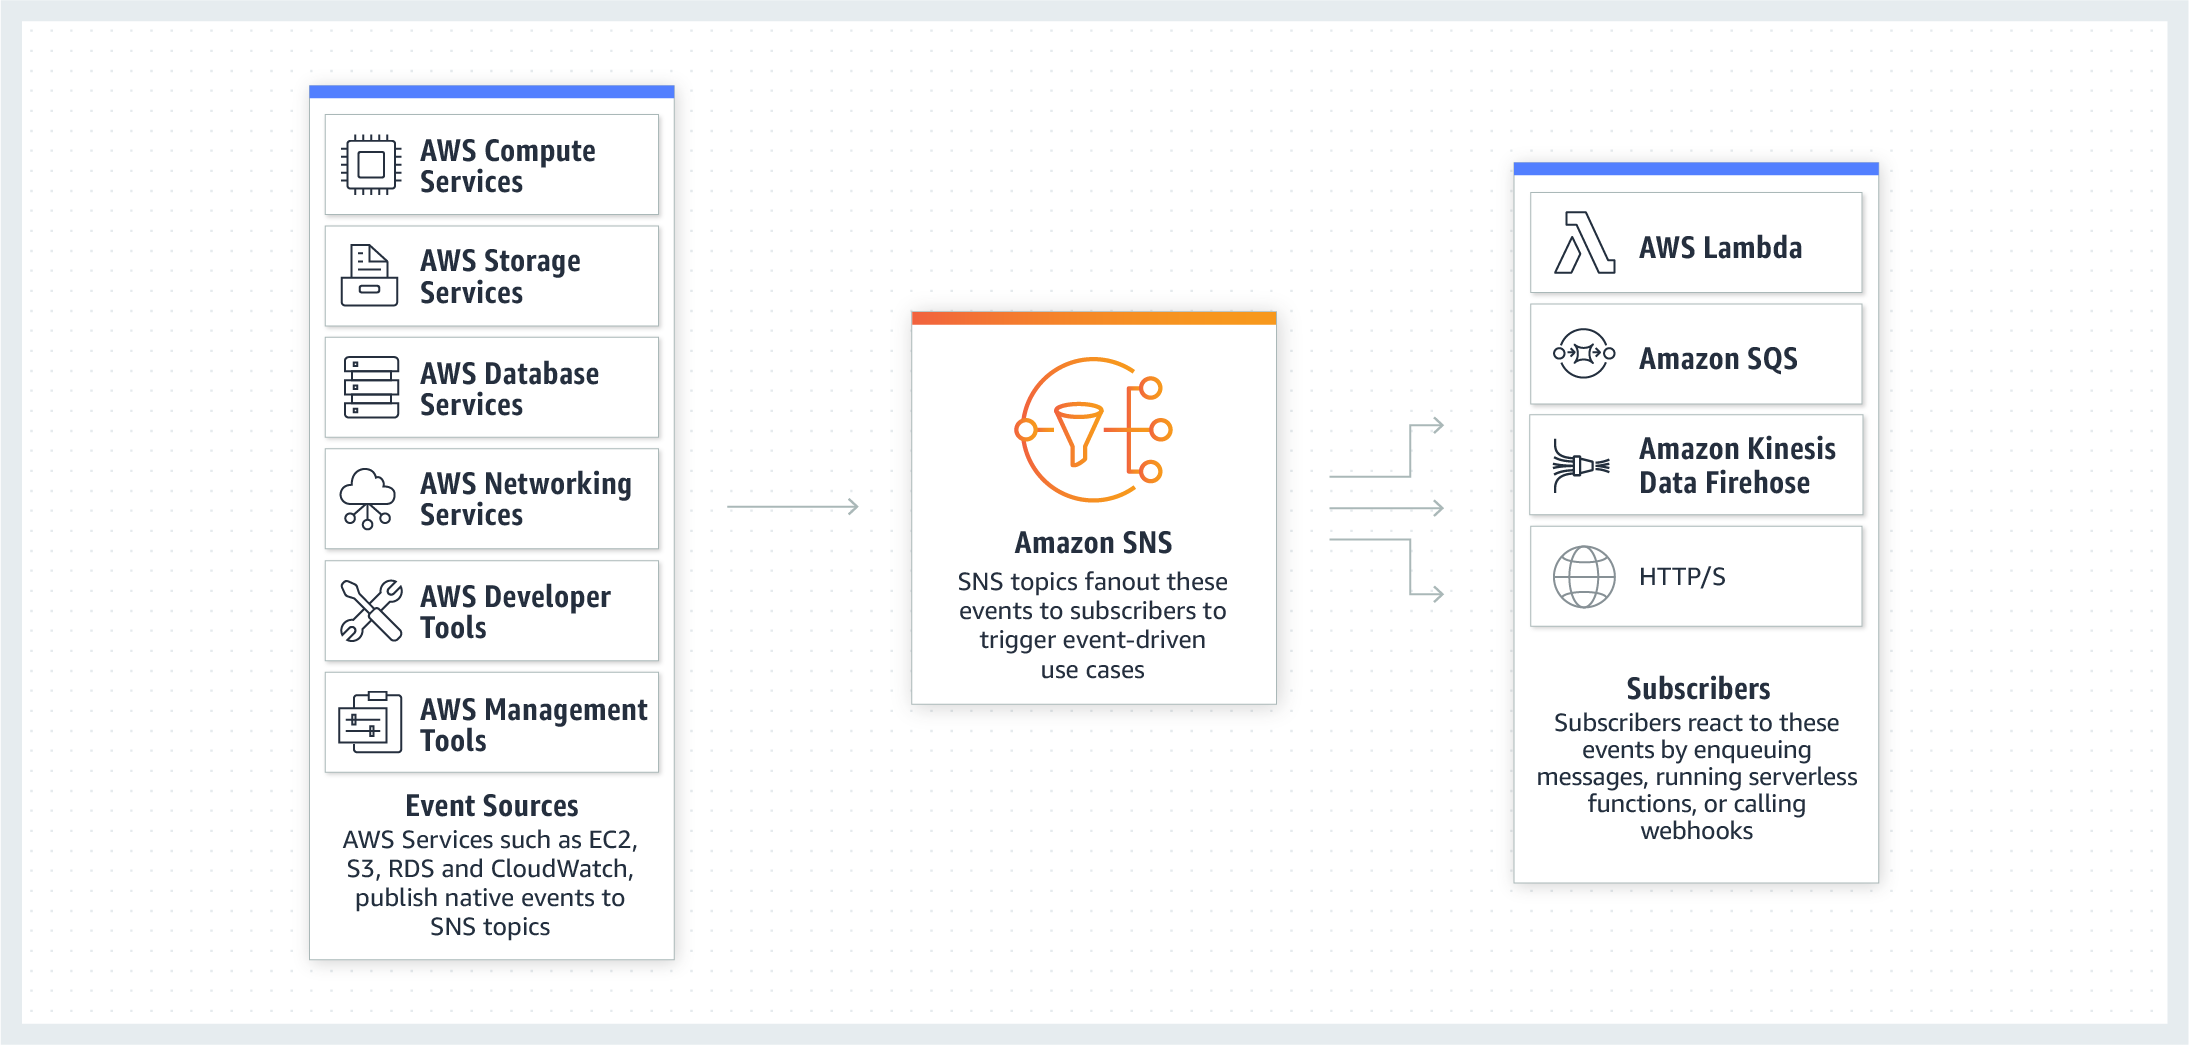 AWS Compute
Services
AWS Storage
Services
AWS Database
Services
AWS Networking
Services
AWS Developer
Tools
AWS Management
Tools
Event Sources
AWS Services such as EC2,
S3, RDS and CloudWatch,
publish native events to
SNS topics
Amazon SNS
SNS topics fanout these
events to subscribers to
trigger event-driven
use cases
AWS Lambda
Amazon SQS
Amazon Kinesis
Data Firehose
HTTP/S
Subscribers
Subscribers react to these
events by enqueuing
messages, running serverless
functions, or calling
webhooks